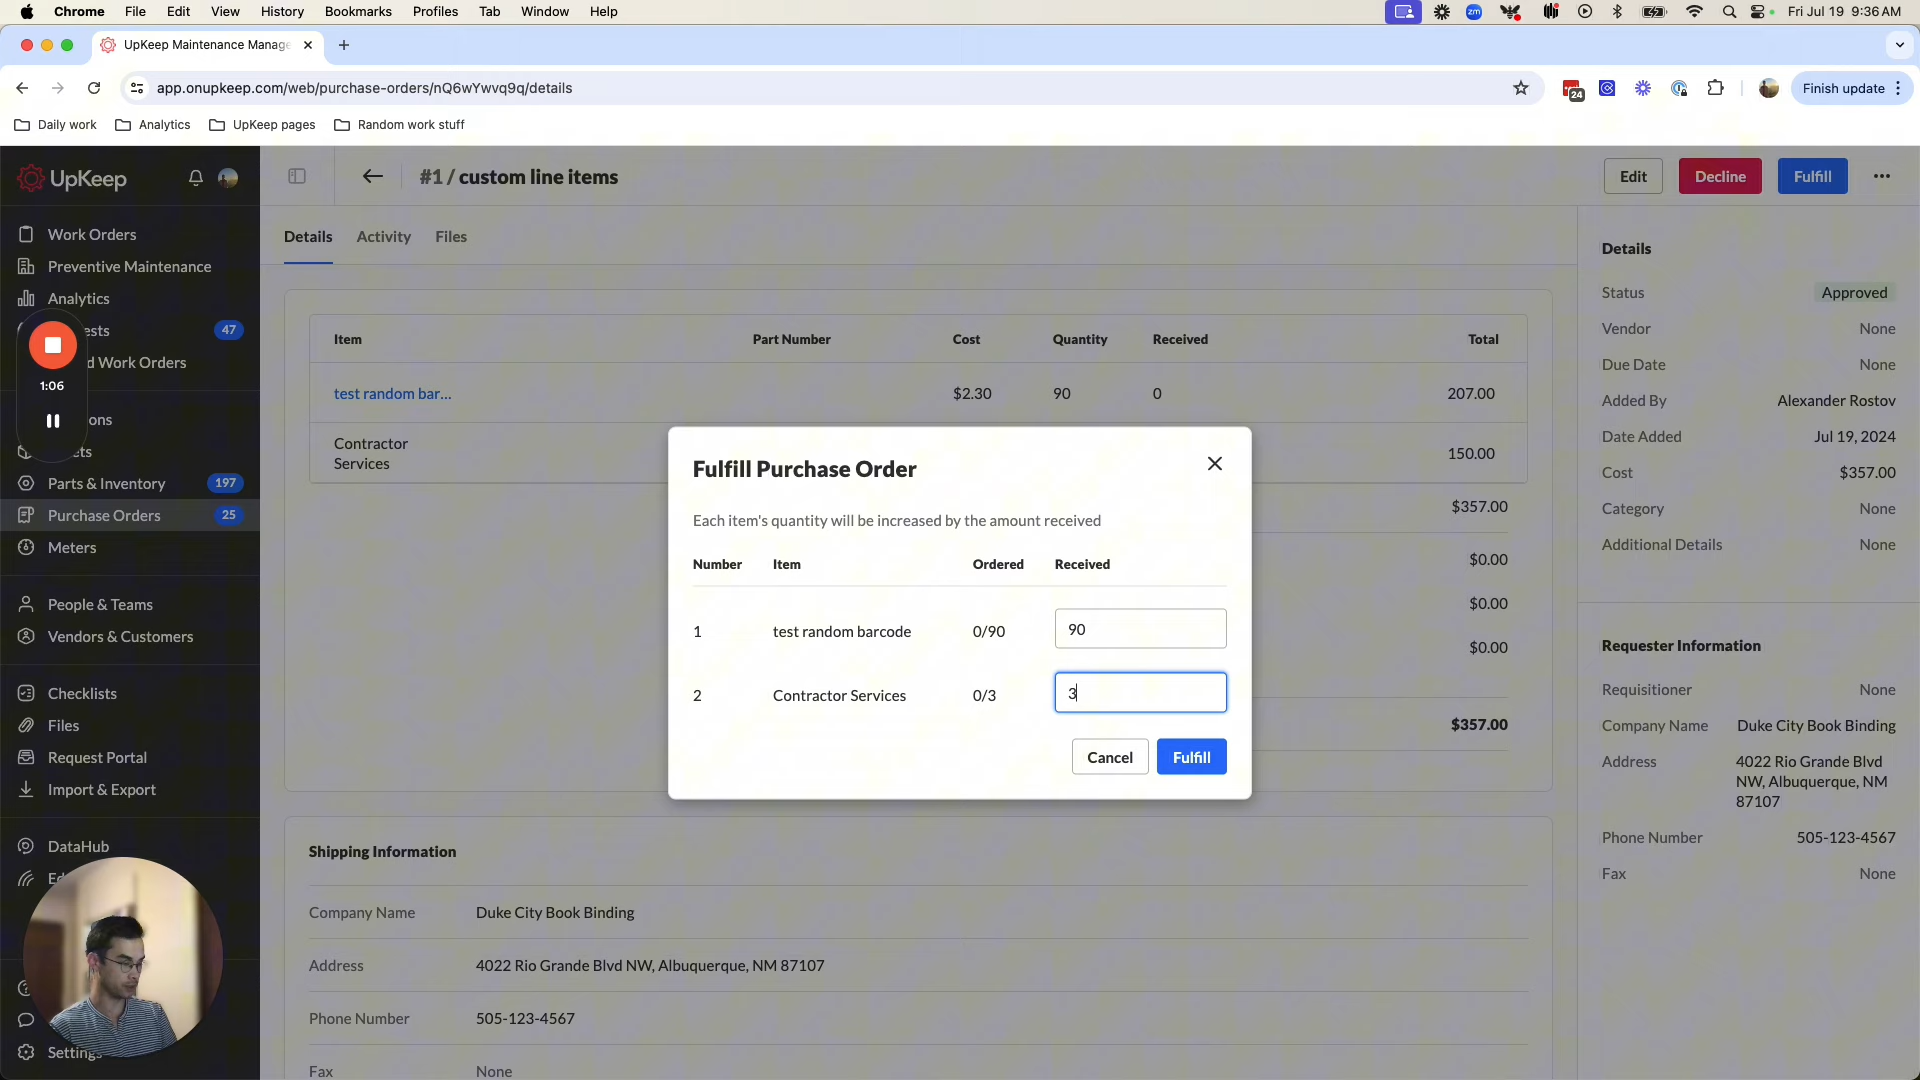 Chrome File Edit View History Bookmarks Profiles Tab Window Help
zm
Fri Jul 19 9:36 AM
UpKeep Maintenance Manage
app.onupkeep.com/web/purchase-orders/nQ6wYwvq9q/details
24
Finish update
Daily work Analytics UpKeep pages Random work stuff
UpKeep
Work Orders
Preventive Maintenance
Analytics
ests 47
d Work Orders
1:06
ons
ets
Parts & Inventory 197
Purchase Orders 25
Meters
People & Teams
Vendors & Customers
Checklists
Files
Request Portal
Import & Export
DataHub
Ed
Settings
#1 / custom line items
Edit Decline Fulfill
Details Activity Files
Item Part Number Cost Quantity Received Total
test random bar... $2.30 90 0 207.00
Contractor
Services
150.00
$357.00
$0.00
$0.00
$0.00
$357.00
Fulfill Purchase Order
Each item's quantity will be increased by the amount received
Number Item Ordered Received
1 test random barcode 0/90 90
2 Contractor Services 0/3 3
Cancel Fulfill
Shipping Information
Company Name Duke City Book Binding
Address 4022 Rio Grande Blvd NW, Albuquerque, NM 87107
Phone Number 505-123-4567
Fax None
Details
Status Approved
Vendor None
Due Date None
Added By Alexander Rostov
Date Added Jul 19, 2024
Cost $357.00
Category None
Additional Details None
Requester Information
Requisitioner None
Company Name Duke City Book Binding
Address 4022 Rio Grande Blvd
NW, Albuquerque, NM
87107
Phone Number 505-123-4567
Fax None